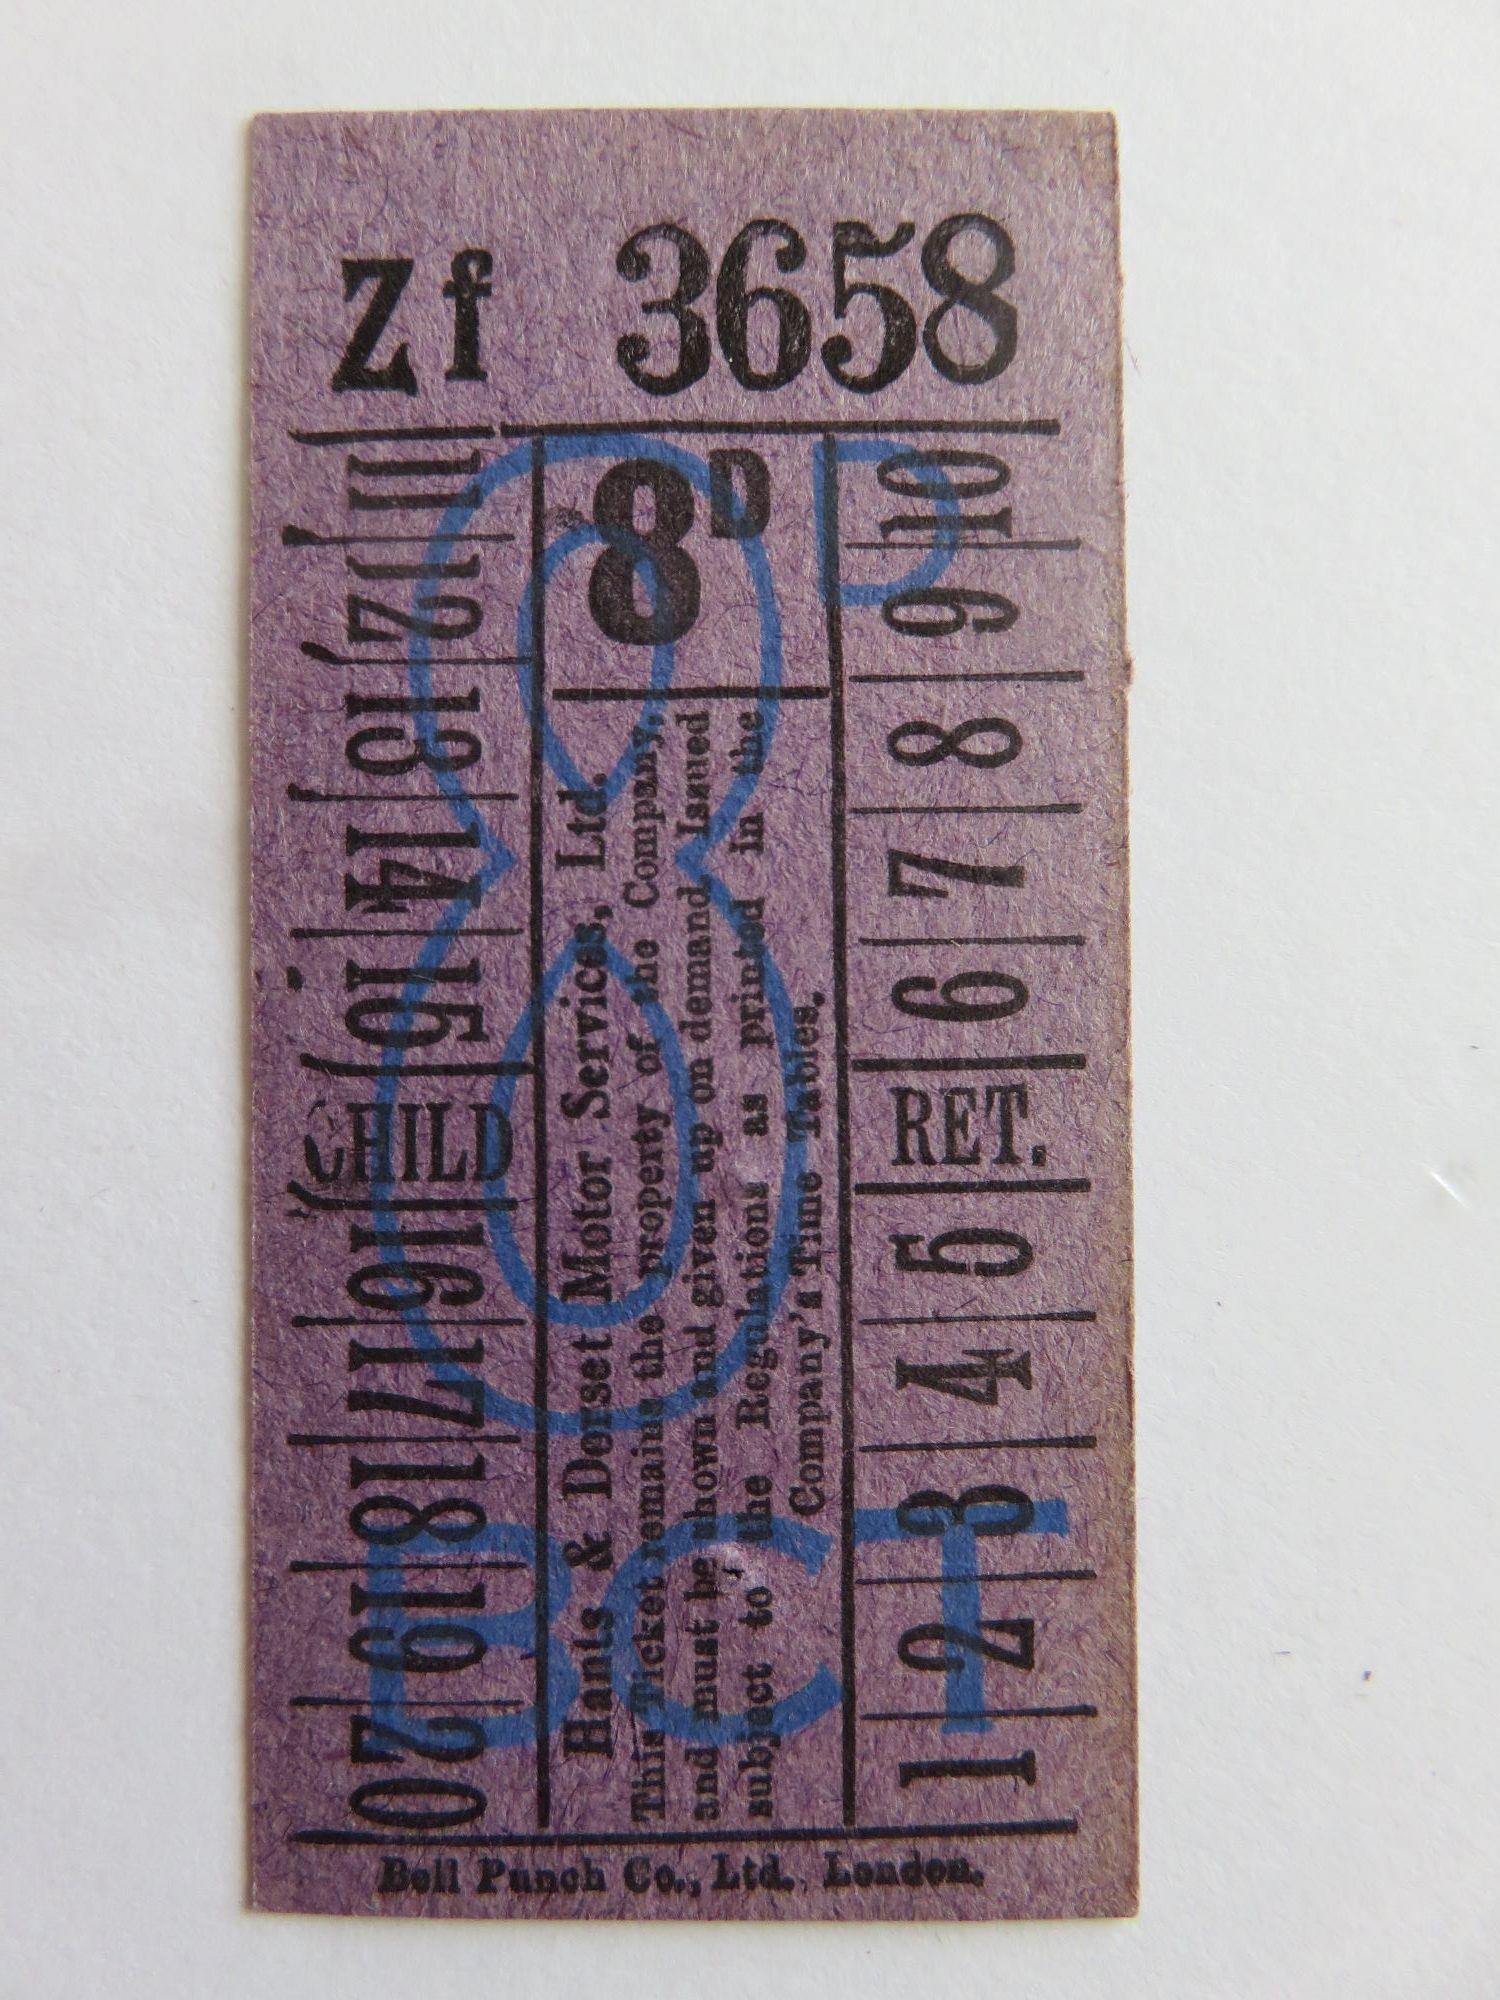 Zf 3658
8D
Hants & Dorset Motor Services, Ltd.
This Ticket remains the property of the Company,
and must be shown and given up on demand. Issued
subject to the Regulations as printed in the
Company's Time Tables.
11
12
13
14
15
CHILD
16
17
18
19
20
10
9
8
7
6
RET.
5
4
3
2
1
8D
Bell Punch Co., Ltd. London.